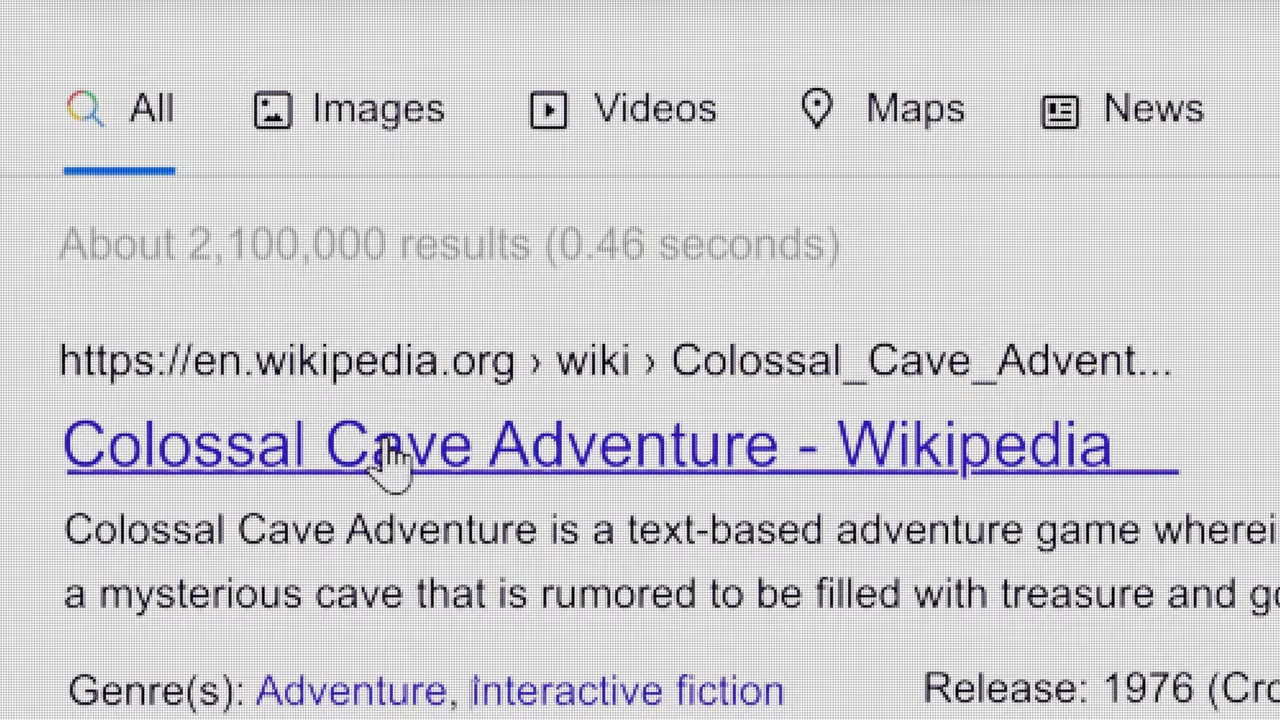 All Images Videos Maps News
About 2,100,000 results (0.46 seconds)
https://en.wikipedia.org › wiki › Colossal_Cave_Advent...
Colossal Cave Adventure - Wikipedia
Colossal Cave Adventure is a text-based adventure game wherei
a mysterious cave that is rumored to be filled with treasure and go
Genre(s): Adventure, Interactive fiction Release: 1976 (Cro